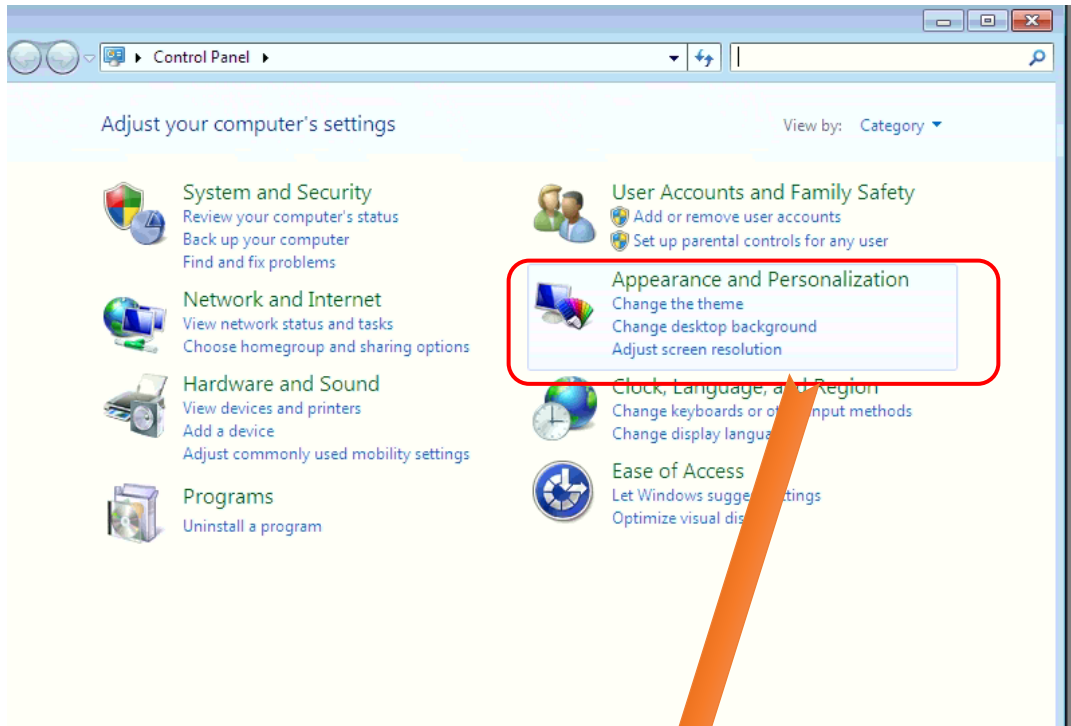 Control Panel
Adjust your computer's settings
View by: Category
System and Security
Review your computer's status
Back up your computer
Find and fix problems
Network and Internet
View network status and tasks
Choose homegroup and sharing options
Hardware and Sound
View devices and printers
Add a device
Adjust commonly used mobility settings
Programs
Uninstall a program
User Accounts and Family Safety
Add or remove user accounts
Set up parental controls for any user
Appearance and Personalization
Change the theme
Change desktop background
Adjust screen resolution
Clock, Language, and Region
Change keyboards or other input methods
Change display
Ease of Access
Let Windows
Optimize visual